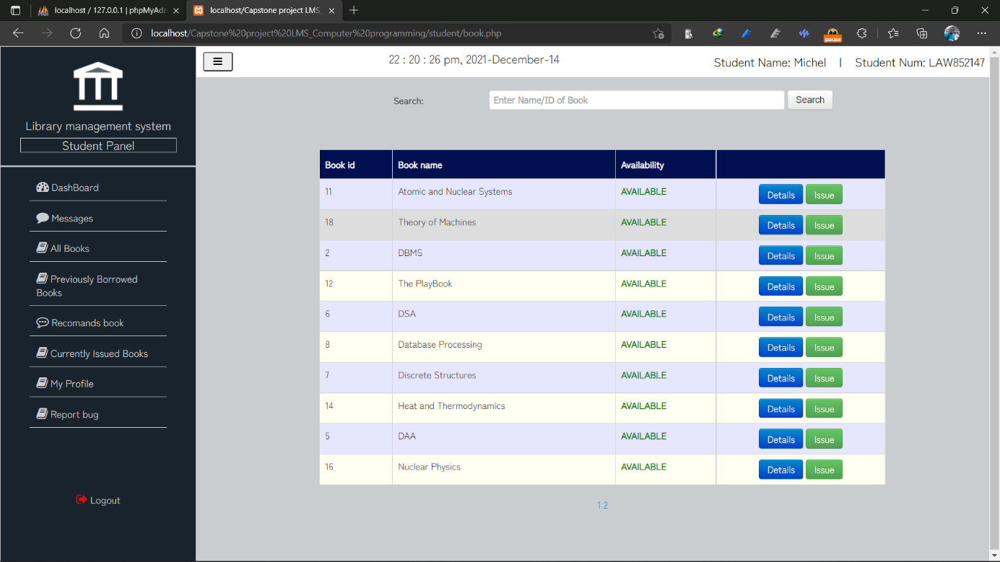 localhost / 127.0.0.1 | phpMyAdm
localhost/Capstone project LMS_
localhost/Capstone%20project%20LMS_Computer%20programming/student/book.php
pause
22 : 20 : 26 pm, 2021-December-14
Student Name: Michel | Student Num: LAW852147
Library management system
Student Panel
DashBoard
Messages
All Books
Previously Borrowed
Books
Recomands book
Currently Issued Books
My Profile
Report bug
Logout
Search: Enter Name/ID of Book Search
Book id Book name Availability
11 Atomic and Nuclear Systems AVAILABLE Details Issue
18 Theory of Machines AVAILABLE Details Issue
2 DBMS AVAILABLE Details Issue
12 The PlayBook AVAILABLE Details Issue
6 DSA AVAILABLE Details Issue
8 Database Processing AVAILABLE Details Issue
7 Discrete Structures AVAILABLE Details Issue
14 Heat and Thermodynamics AVAILABLE Details Issue
5 DAA AVAILABLE Details Issue
16 Nuclear Physics AVAILABLE Details Issue
1 2